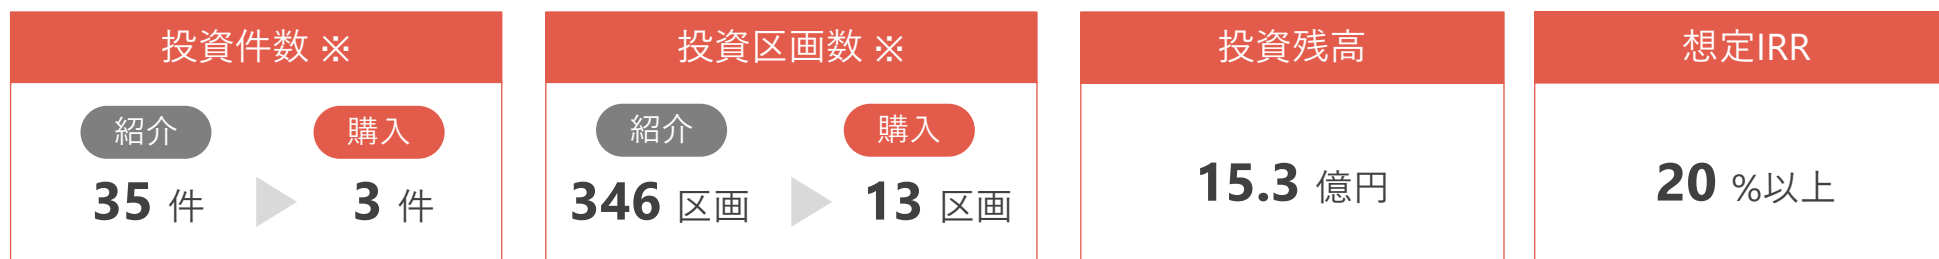 投資件数 ※
紹介
購入
35 件
3 件
投資区画数 ※
紹介
購入
346 区画
13 区画
投資残高
15.3 億円
想定IRR
20 %以上